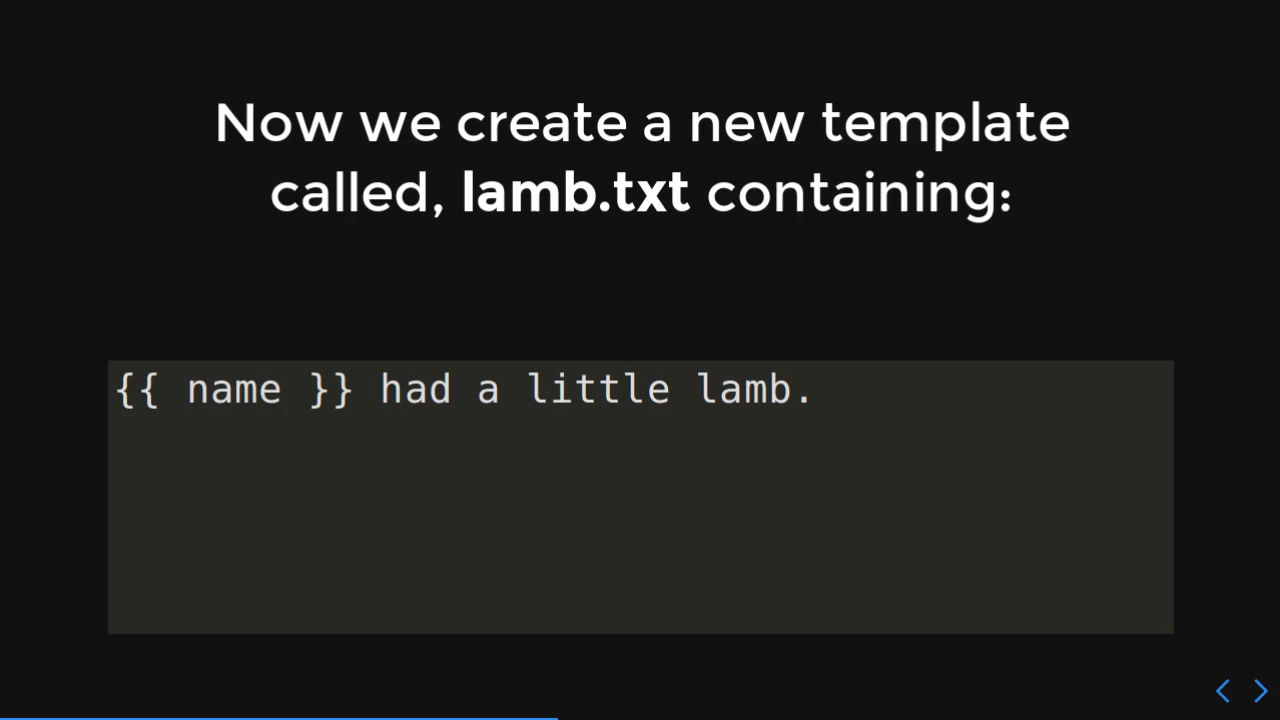 Now we create a new template
called, lamb.txt containing:
{{ name }} had a little lamb.